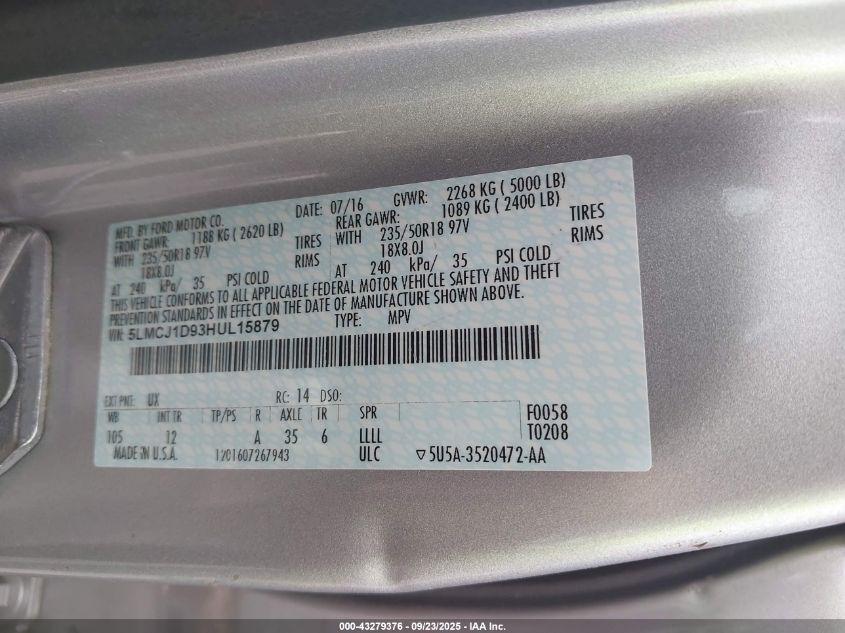 MFD. BY FORD MOTOR CO. DATE: 07/16 GVWR: 2268 KG ( 5000 LB)
FRONT GAWR: 1188 KG ( 2620 LB) REAR GAWR: 1089 KG ( 2400 LB)
WITH 235/50R18 97V TIRES WITH 235/50R18 97V TIRES
18X8.0J RIMS 18X8.0J RIMS
AT 240 kPa/ 35 PSI COLD AT 240 kPa/ 35 PSI COLD
THIS VEHICLE CONFORMS TO ALL APPLICABLE FEDERAL MOTOR VEHICLE SAFETY AND THEFT
PREVENTION STANDARDS IN EFFECT ON THE DATE OF MANUFACTURE SHOWN ABOVE.
VIN: 5LMCJ1D93HUL15879 TYPE: MPV
EXT PNT: UX RC: 14 DSO:
WB INT TR TP/PS R AXLE TR SPR F0058
105 12 A 35 6 LLLL T0208
MADE IN U.S.A. 1201607267943 ULC ▽5U5A-3520472-AA
000-43279376 - 09/23/2025 - IAA Inc.